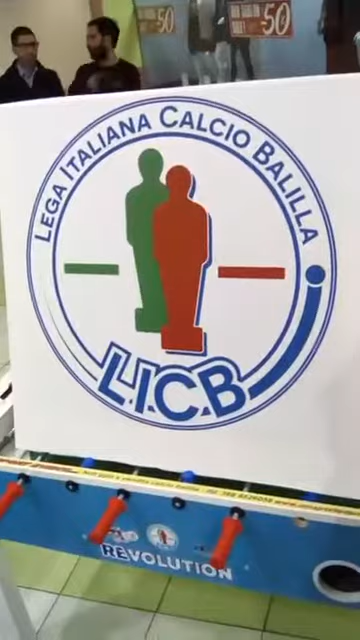 50
50
LEGA ITALIANA CALCIO BALILLA
L.I.C.B.
REVOLUTION